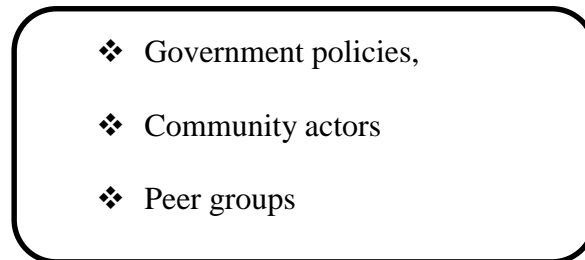 ❖ Government policies,
❖ Community actors
❖ Peer groups